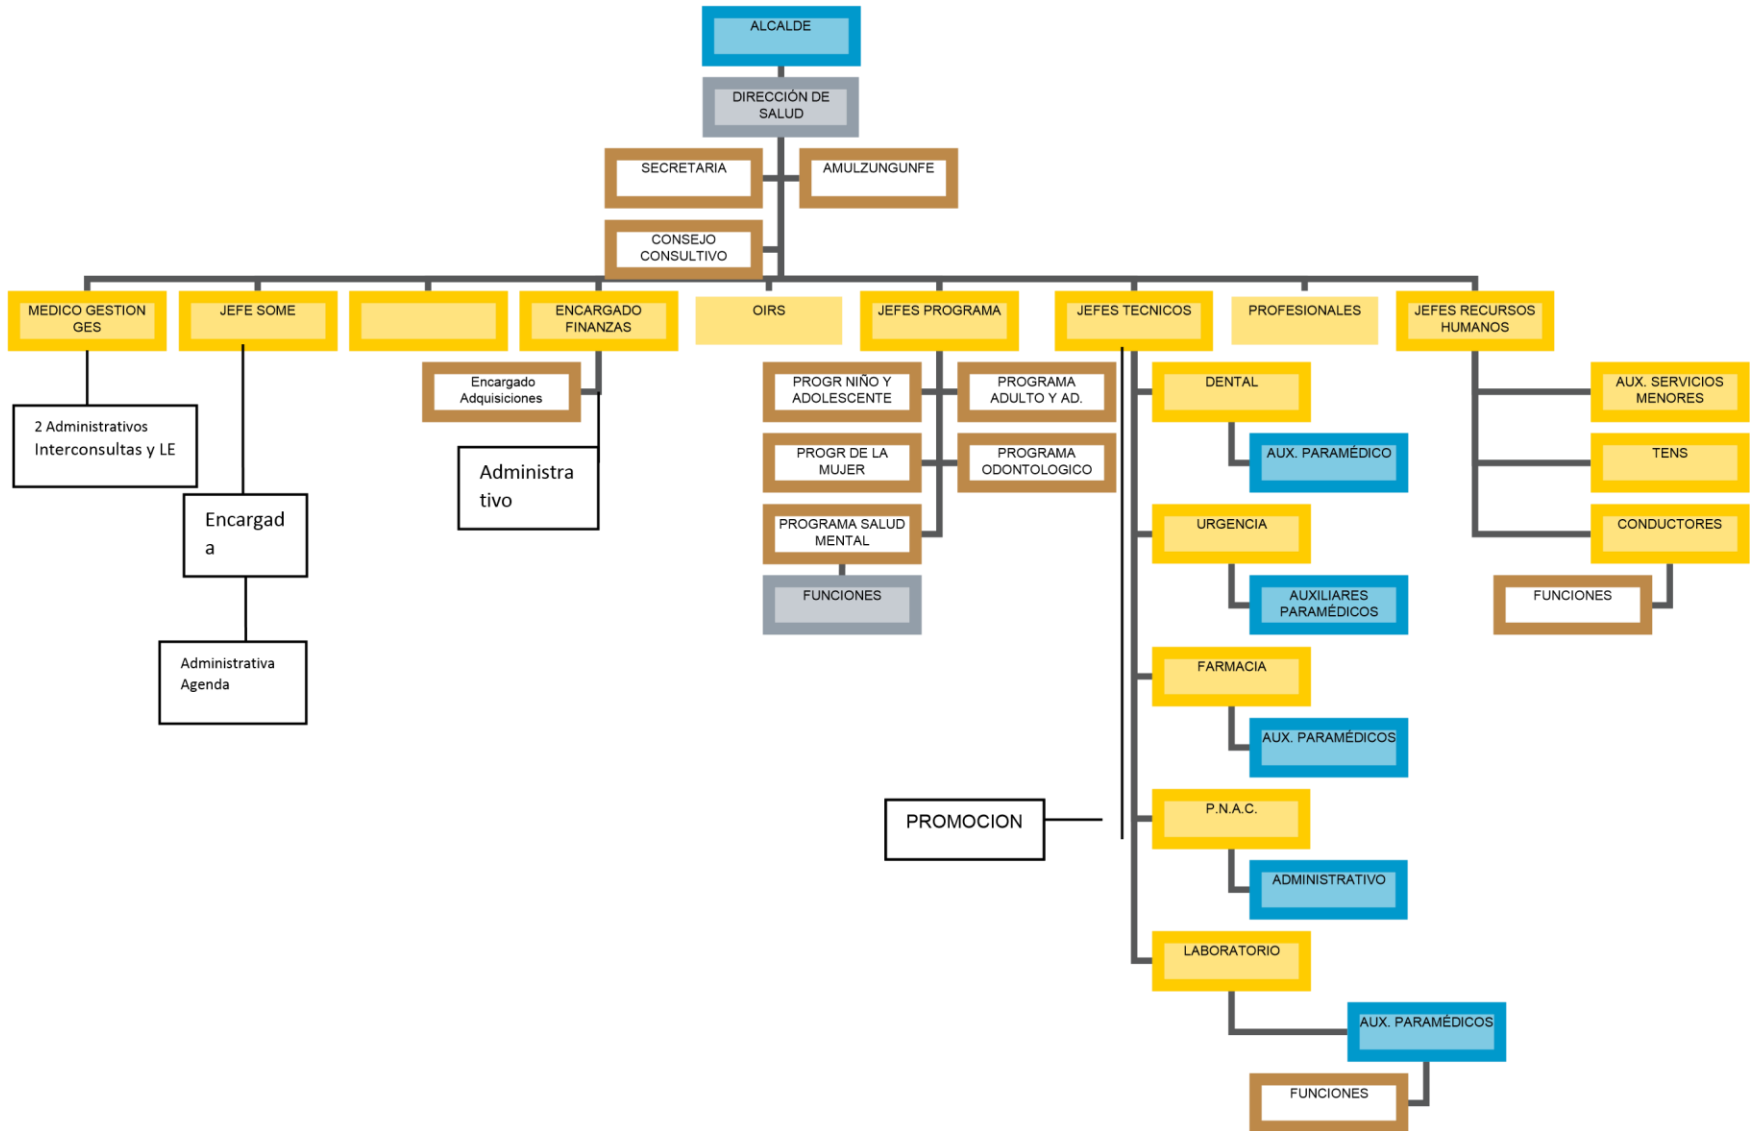 ALCALDE
DIRECCIÓN DE
SALUD
SECRETARIA
AMULZUNGUNFE
CONSEJO
CONSULTIVO
MEDICO GESTION
GES
JEFE SOME
ENCARGADO
FINANZAS
OIRS
JEFES PROGRAMA
JEFES TECNICOS
PROFESIONALES
JEFES RECURSOS
HUMANOS
2 Administrativos
Interconsultas y LE
Encargad
a
Administrativa
Agenda
Encargado
Adquisiciones
Administra
tivo
PROGR NIÑO Y
ADOLESCENTE
PROGRAMA
ADULTO Y AD.
PROGR DE LA
MUJER
PROGRAMA
ODONTOLOGICO
PROGRAMA SALUD
MENTAL
FUNCIONES
DENTAL
AUX. PARAMÉDICO
URGENCIA
AUXILIARES
PARAMÉDICOS
FARMACIA
AUX. PARAMÉDICOS
PROMOCION
P.N.A.C.
ADMINISTRATIVO
LABORATORIO
AUX. PARAMÉDICOS
FUNCIONES
AUX. SERVICIOS
MENORES
TENS
CONDUCTORES
FUNCIONES